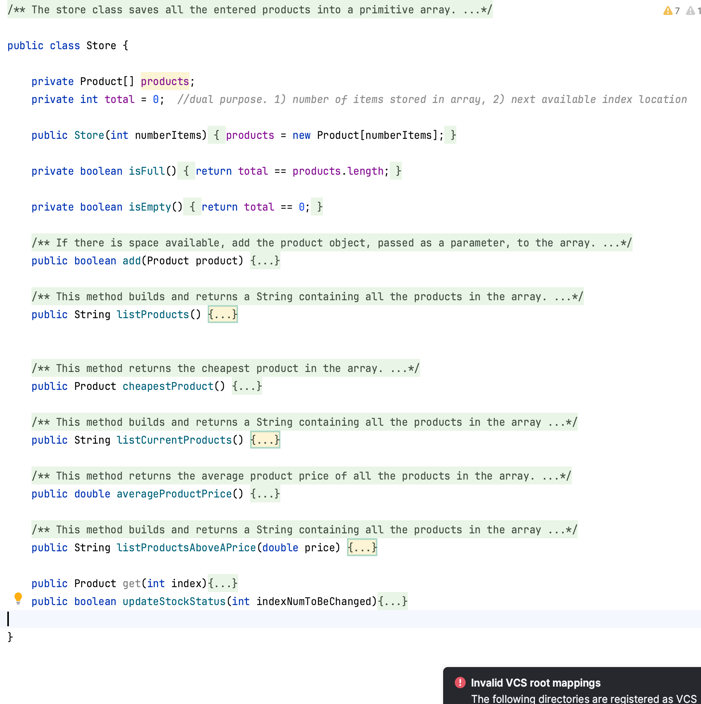 /** The store class saves all the entered products into a primitive array. ...*/
7 1
public class Store {
private Product[] products;
private int total = 0;  //dual purpose. 1) number of items stored in array, 2) next available index location
public Store(int numberItems) { products = new Product[numberItems]; }
private boolean isFull() { return total == products.length; }
private boolean isEmpty() { return total == 0; }
/** If there is space available, add the product object, passed as a parameter, to the array. ...*/
public boolean add(Product product) {...}
/** This method builds and returns a String containing all the products in the array. ...*/
public String listProducts() {...}
/** This method returns the cheapest product in the array. ...*/
public Product cheapestProduct() {...}
/** This method builds and returns a String containing all the products in the array ...*/
public String listCurrentProducts() {...}
/** This method returns the average product price of all the products in the array. ...*/
public double averageProductPrice() {...}
/** This method builds and returns a String containing all the products in the array ...*/
public String listProductsAboveAPrice(double price) {...}
public Product get(int index){...}
public boolean updateStockStatus(int indexNumToBeChanged){...}
}
Invalid VCS root mappings
The following directories are registered as VCS